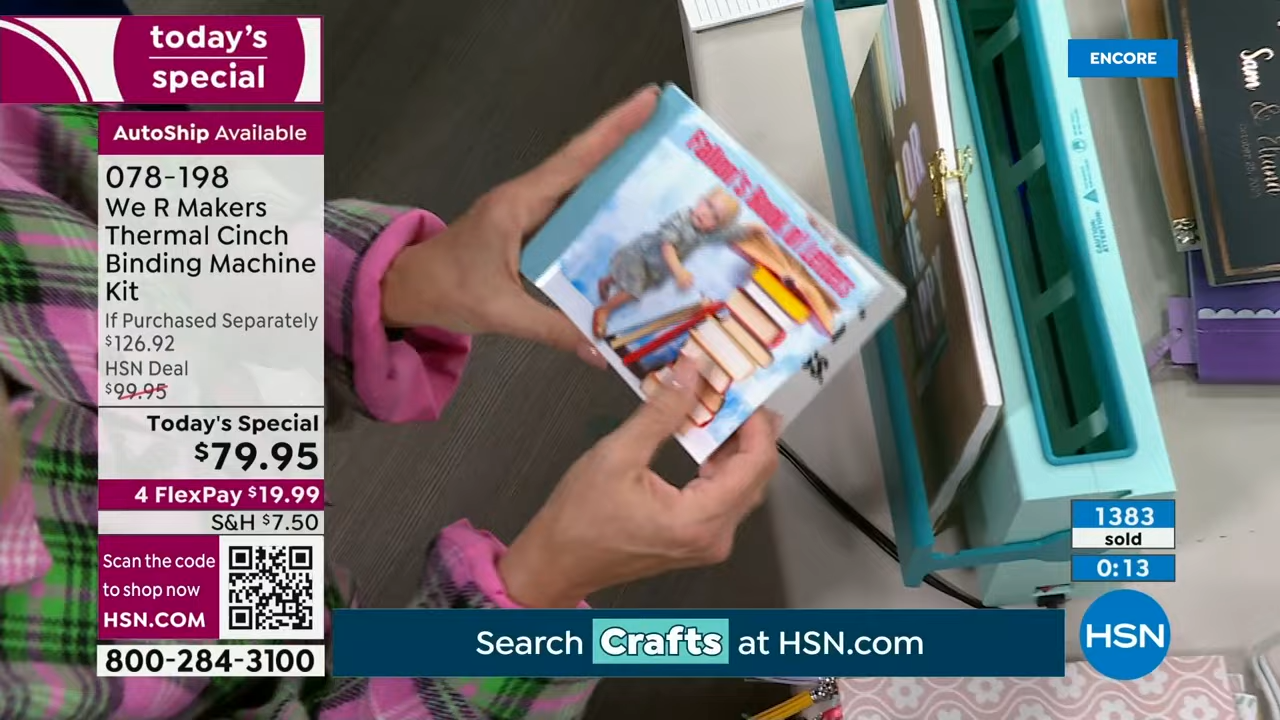 today's
special
AutoShip Available
078-198
We R Makers
Thermal Cinch
Binding Machine
Kit
If Purchased Separately
$126.92
HSN Deal
$99.95
Today's Special
$79.95
4 FlexPay $19.99
S&H $7.50
Scan the code
to shop now
HSN.COM
800-284-3100
ENCORE
Sam &
1383
sold
0:13
HSN
Search Crafts at HSN.com